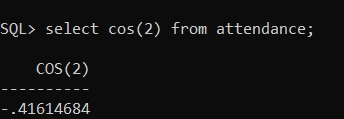 SQL> select cos(2) from attendance;
COS(2)
----------
-.41614684